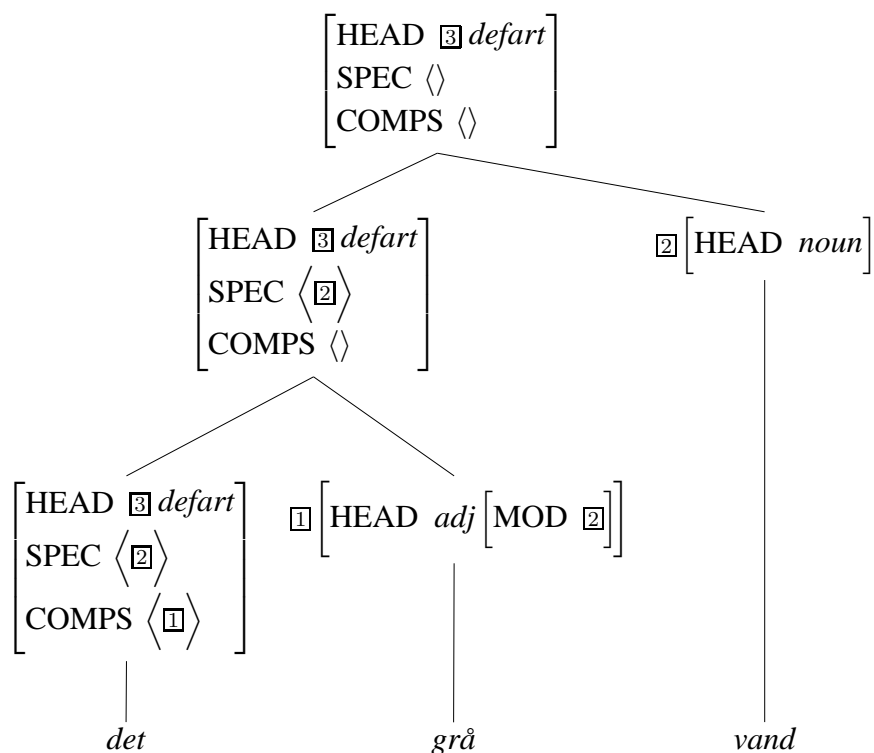 HEAD 3 defart
SPEC ⟨⟩
COMPS ⟨⟩
HEAD 3 defart
SPEC ⟨2⟩
COMPS ⟨⟩
2 [HEAD noun]
HEAD 3 defart
SPEC ⟨2⟩
COMPS ⟨1⟩
1 [HEAD adj [MOD 2]]
det grå vand